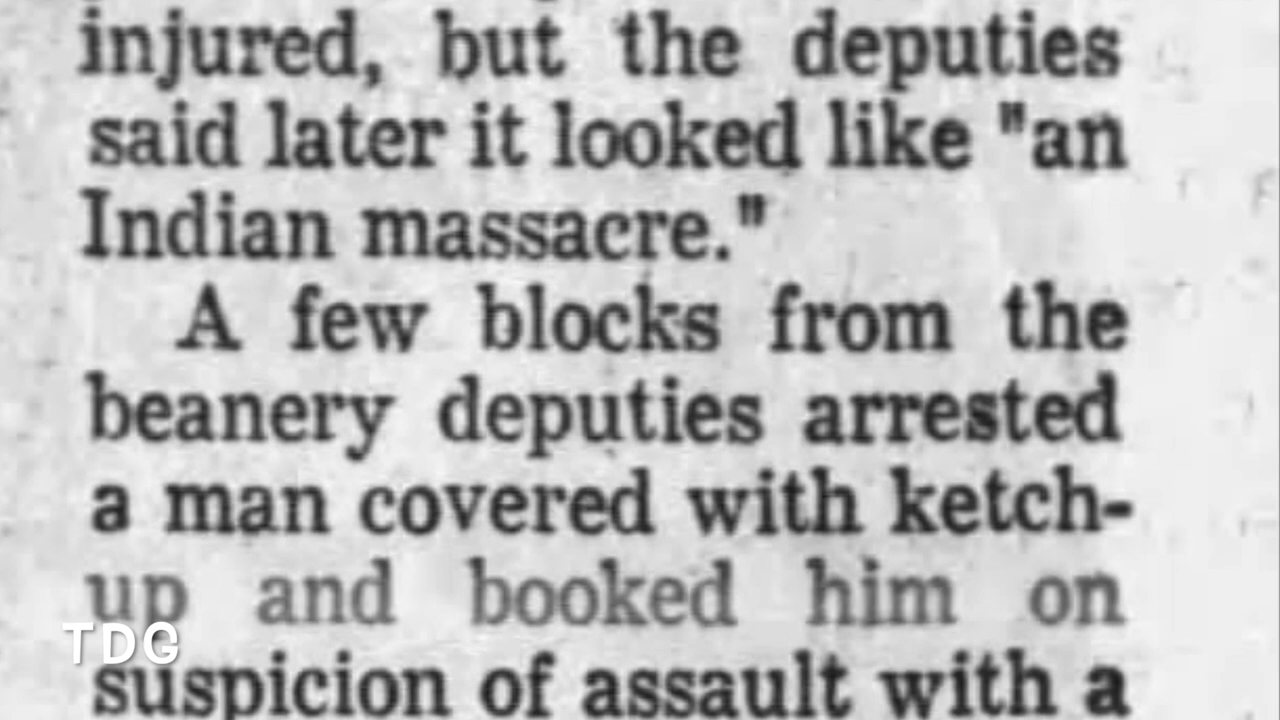 injured, but the deputies
said later it looked like "an
Indian massacre."
A few blocks from the
beanery deputies arrested
a man covered with ketch-
up and booked him on
TDG
suspicion of assault with a